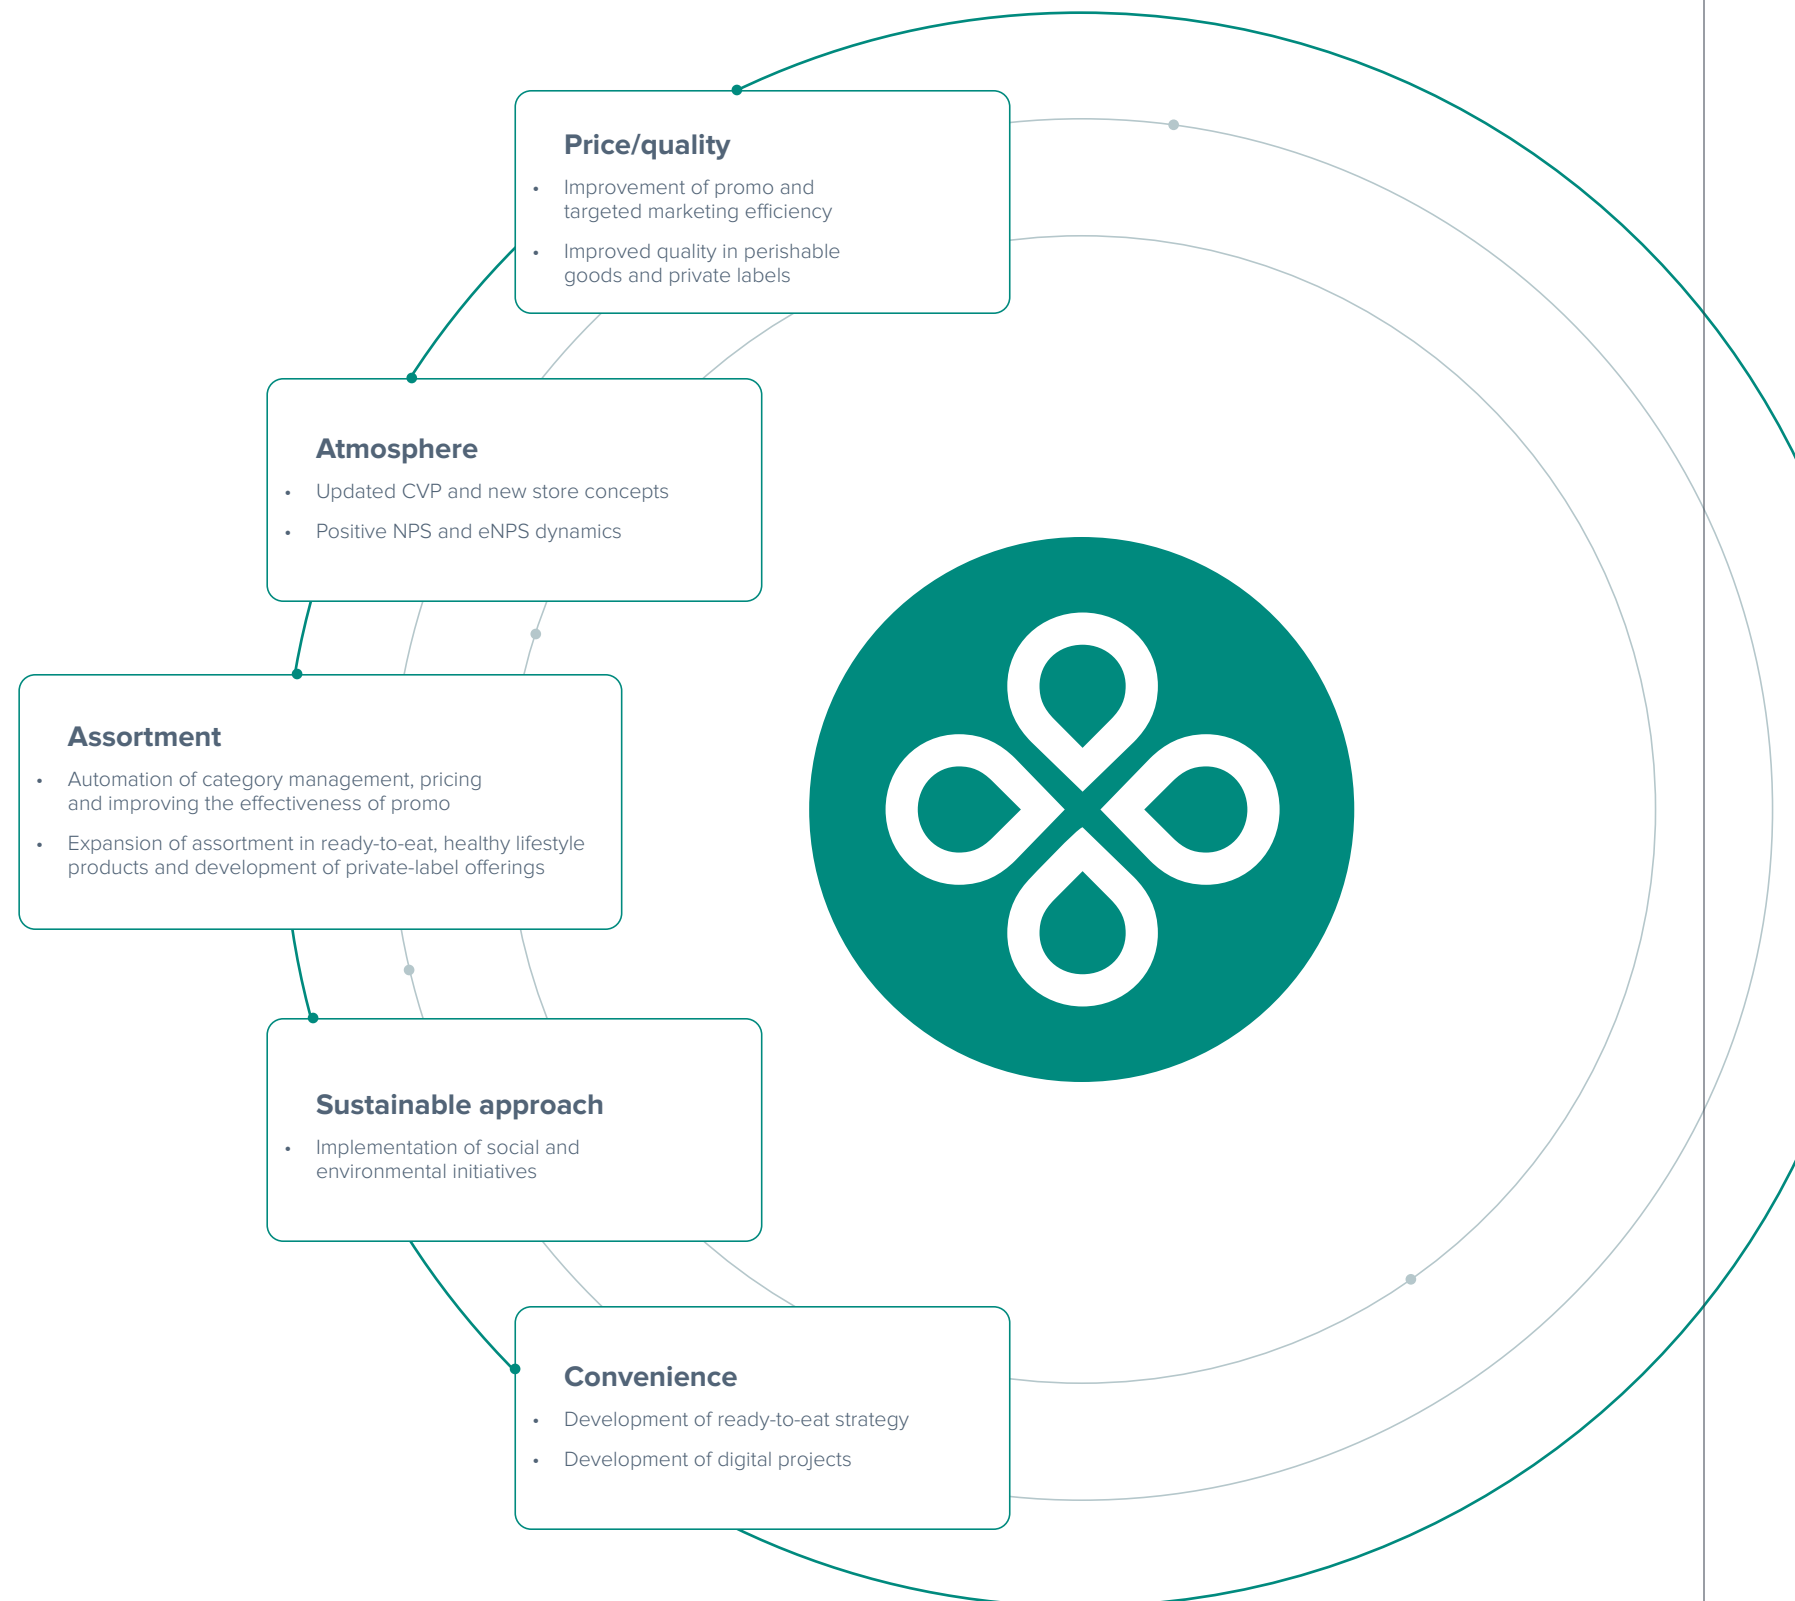 Price/quality
• Improvement of promo and
targeted marketing efficiency
• Improved quality in perishable
goods and private labels
Atmosphere
• Updated CVP and new store concepts
• Positive NPS and eNPS dynamics
Assortment
• Automation of category management, pricing
and improving the effectiveness of promo
• Expansion of assortment in ready-to-eat, healthy lifestyle
products and development of private-label offerings
Sustainable approach
• Implementation of social and
environmental initiatives
Convenience
• Development of ready-to-eat strategy
• Development of digital projects